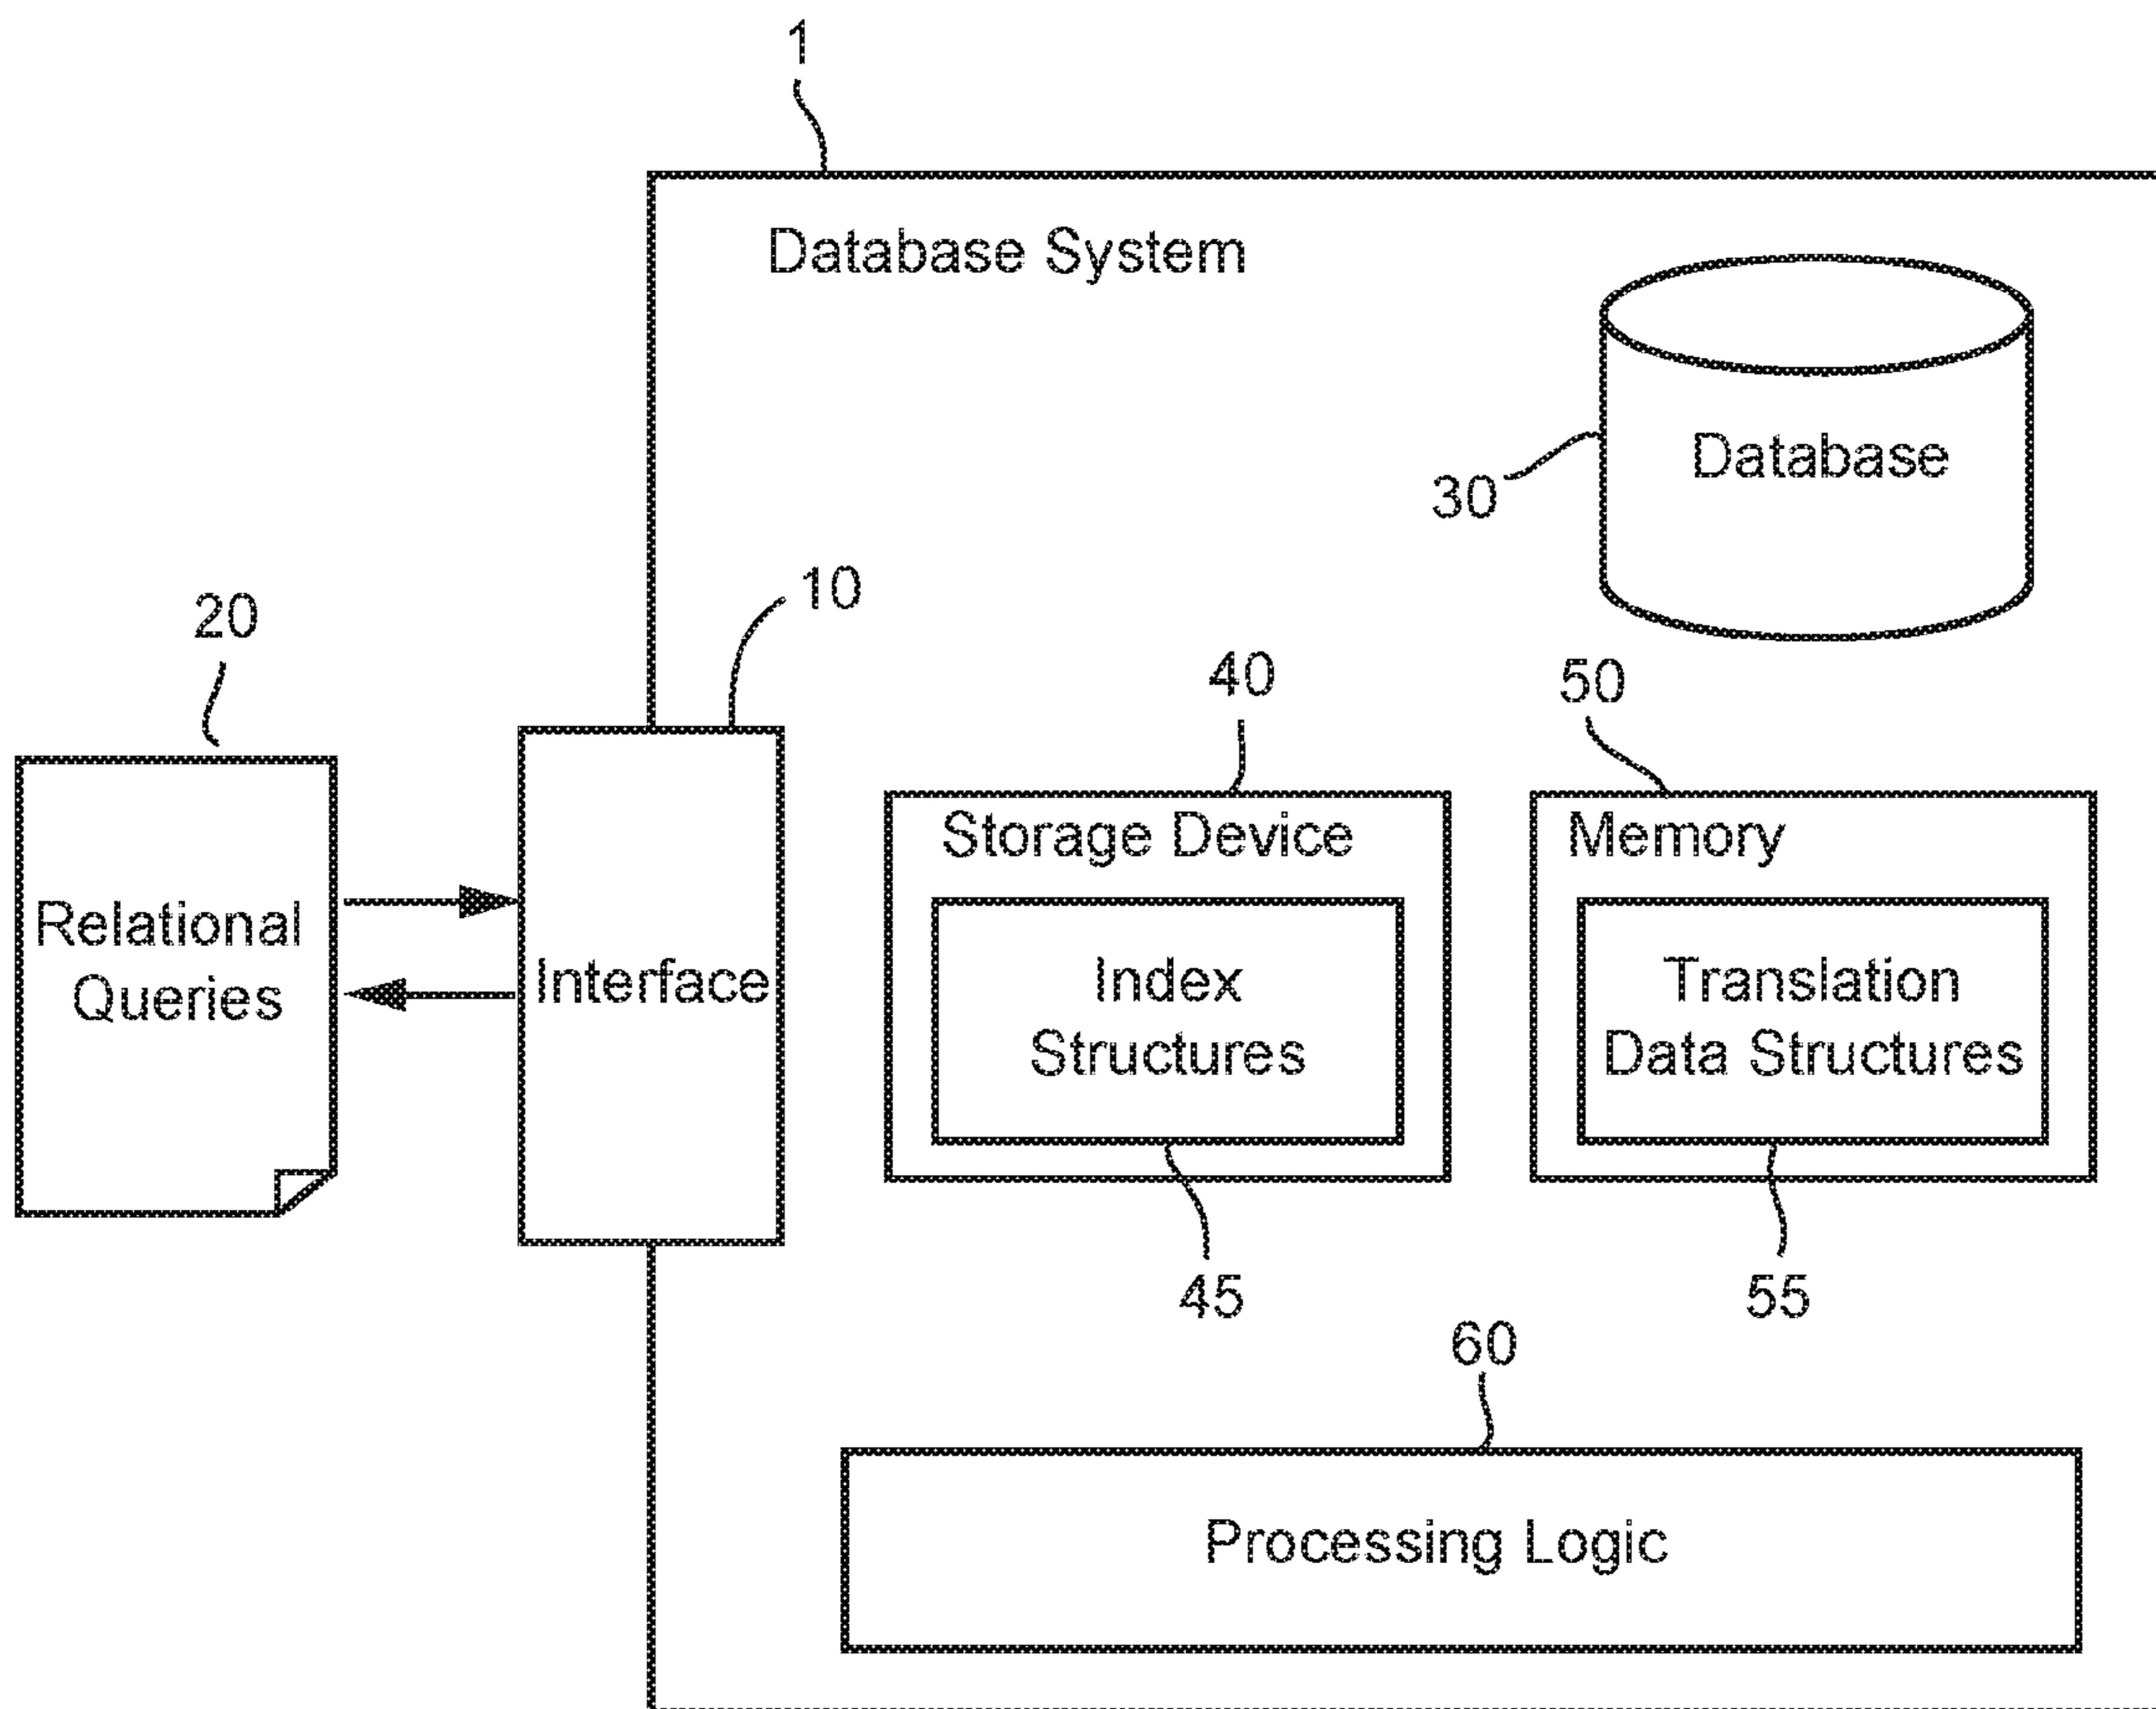 1
Database System
Database
30
10
20
40
50
Storage Device
Memory
Relational
Queries
Interface
Index
Structures
Translation
Data Structures
45
55
60
Processing Logic